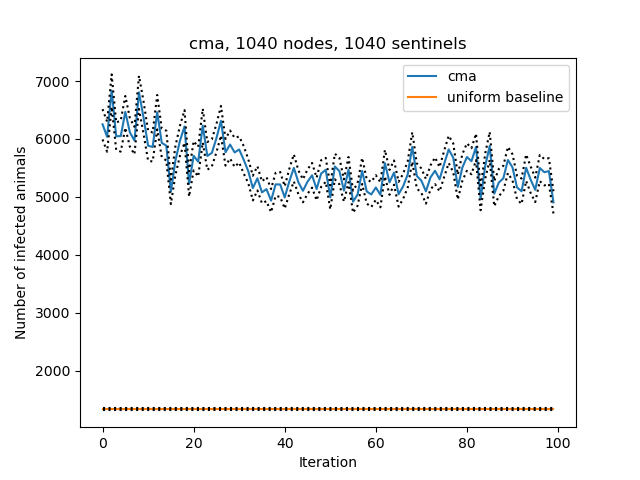 cma, 1040 nodes, 1040 sentinels
cma
uniform baseline
Number of infected animals
7000
6000
5000
4000
3000
2000
0
20
40
60
80
100
Iteration